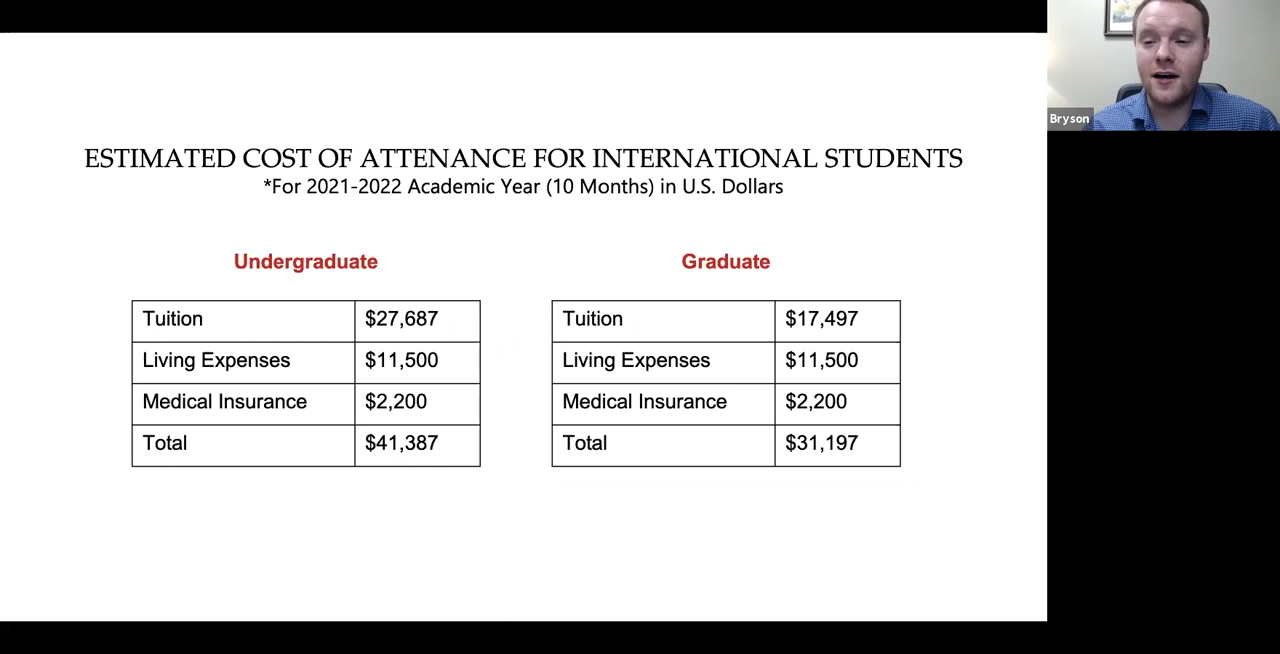 Bryson
ESTIMATED COST OF ATTENANCE FOR INTERNATIONAL STUDENTS
*For 2021-2022 Academic Year (10 Months) in U.S. Dollars
Undergraduate
Tuition $27,687
Living Expenses $11,500
Medical Insurance $2,200
Total $41,387
Graduate
Tuition $17,497
Living Expenses $11,500
Medical Insurance $2,200
Total $31,197